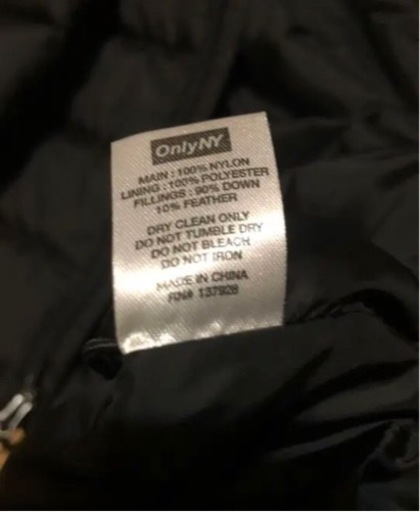 OnlyNY
MAIN : 100% NYLON
LINING : 100% POLYESTER
FILLINGS : 90% DOWN
10% FEATHER
DRY CLEAN ONLY
DO NOT TUMBLE DRY
DO NOT BLEACH
DO NOT IRON
MADE IN CHINA
RN# 137928